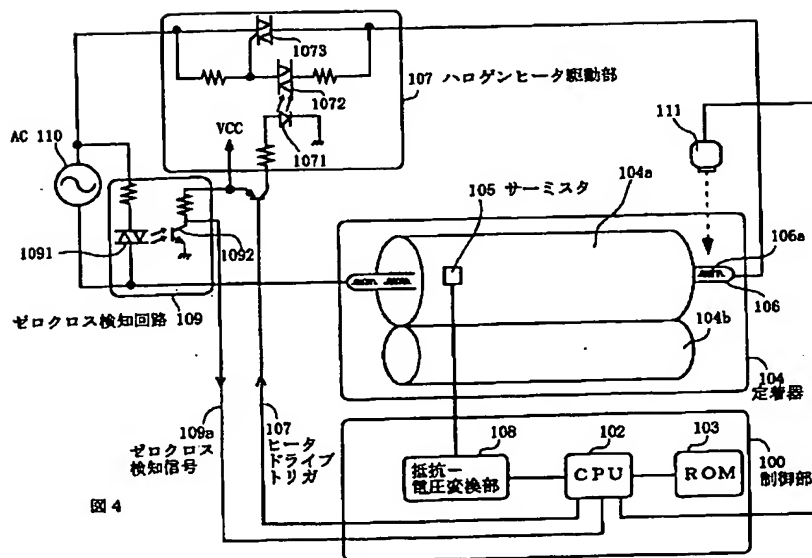 1073
1072
107 ハロゲンヒータ駆動部
VCC
1071
AC 110
111
105 サーミスタ
104a
106a
1091
1092
106
109
ゼロクロス検知回路
104b
104
定着器
109a
ゼロクロス
検知信号
107
ヒータ
ドライブ
トリガ
108
102
103
抵抗ー
電圧変換部
CPU
ROM
100
制御部
図4